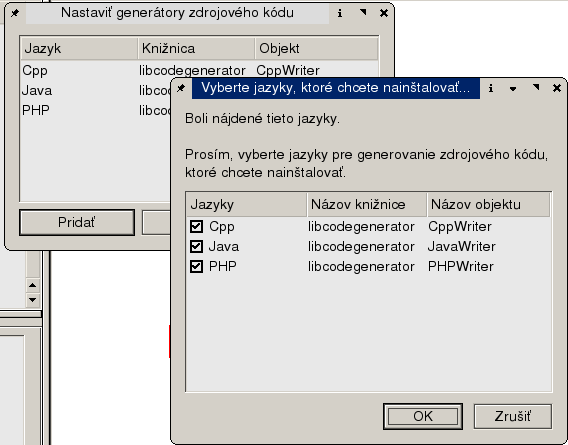 Nastaviť generátory zdrojového kódu
Jazyk Knižnica Objekt
Cpp libcodegenerator CppWriter
Java
PHP
Pridať
Vyberte jazyky, ktoré chcete nainštalovať...
Boli nájdené tieto jazyky.
Prosím, vyberte jazyky pre generovanie zdrojového kódu,
ktoré chcete nainštalovať.
Jazyky Názov knižnice Názov objektu
Cpp libcodegenerator CppWriter
Java libcodegenerator JavaWriter
PHP libcodegenerator PHPWriter
OK Zrušiť